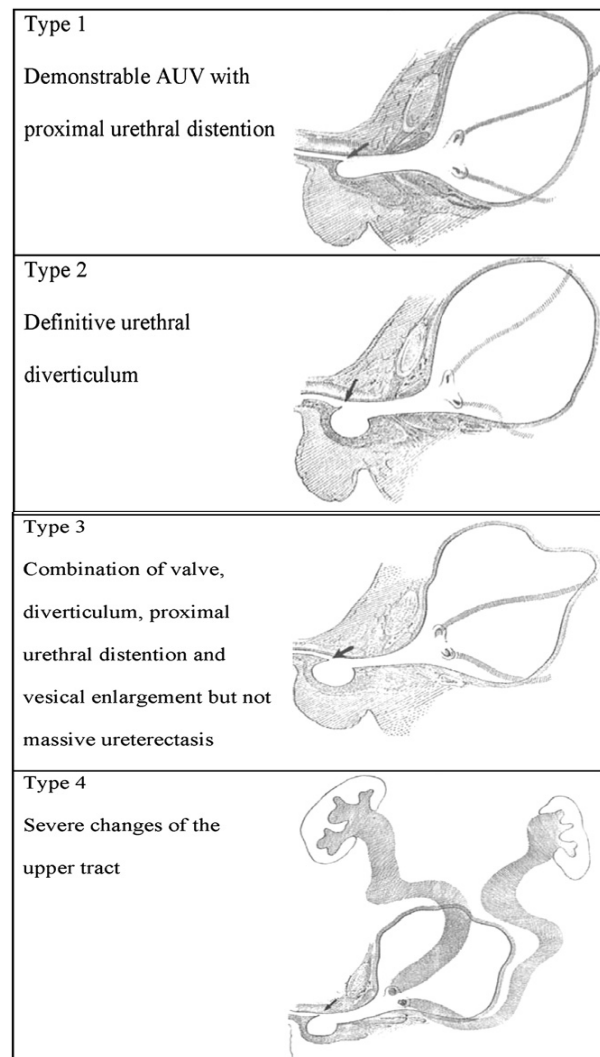 Type 1
Demonstrable AUV with
proximal urethral distention
Type 2
Definitive urethral
diverticulum
Type 3
Combination of valve,
diverticulum, proximal
urethral distention and
vesical enlargement but not
massive ureterectasis
Type 4
Severe changes of the
upper tract